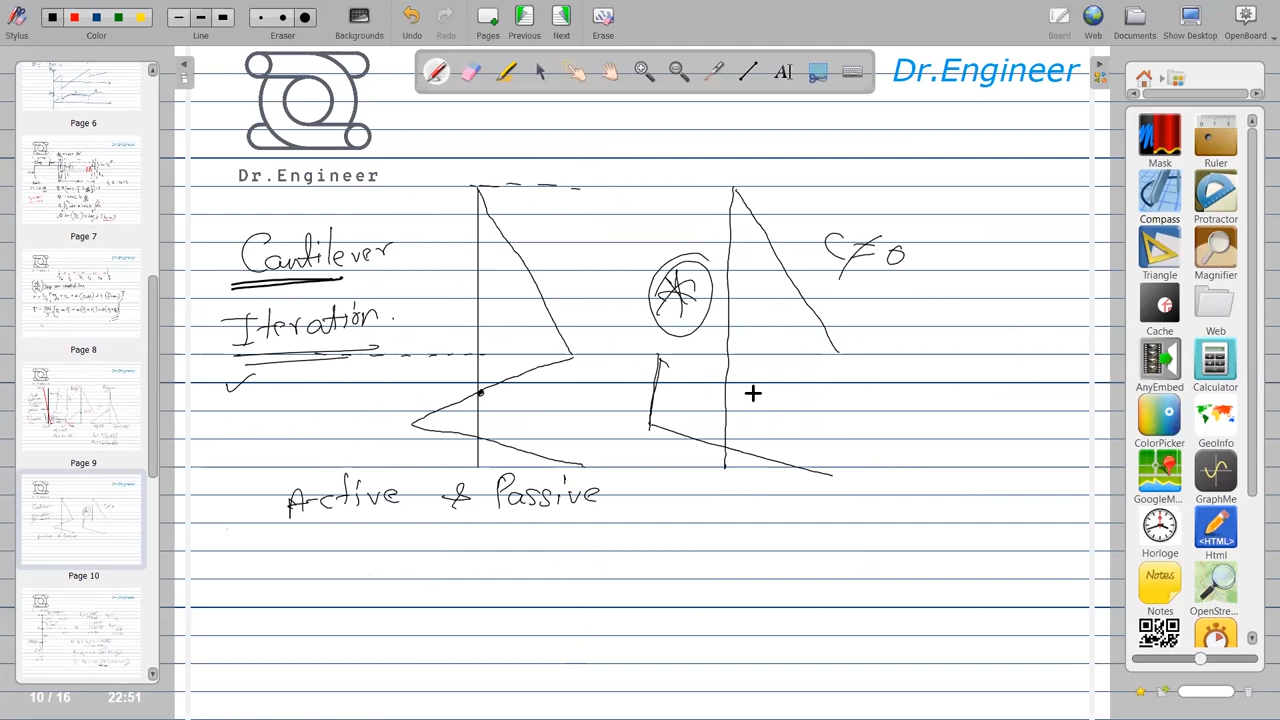 Styles
Color
Line
Eraser
Backgrounds
Undo
Redo
Pages
Previous
Next
Erase
Board
Web
Documents
Show Desktop
OpenBoard
Dr.Engineer
Dr.Engineer
Cantilever
Iteration.
C≠0
Active & Passive
Page 6
Page 7
Page 8
Page 9
Page 10
10 / 16
22:51
Mask
Ruler
Compass
Protractor
Triangle
Magnifier
Cache
Web
AnyEmbed
Calculator
ColorPicker
GeoInfo
GoogleM...
GraphMe
Horloge
Html
<HTML>
Notes
Notes
OpenStre...